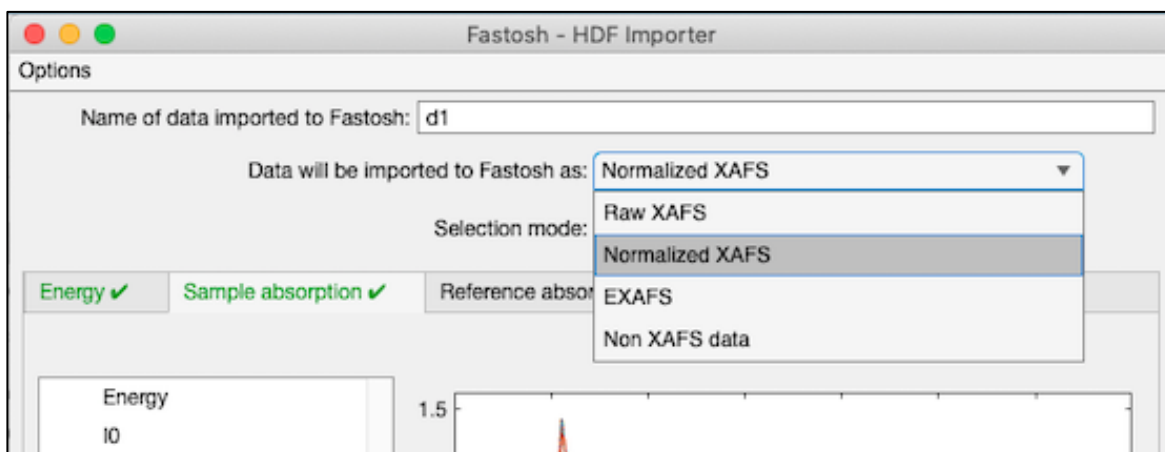 Fastosh - HDF Importer
Options
Name of data imported to Fastosh: d1
Data will be imported to Fastosh as: Normalized XAFS
Raw XAFS
Selection mode:
Normalized XAFS
Energy ✔ Sample absorption ✔ Reference absor
EXAFS
Non XAFS data
Energy
1.5
I0